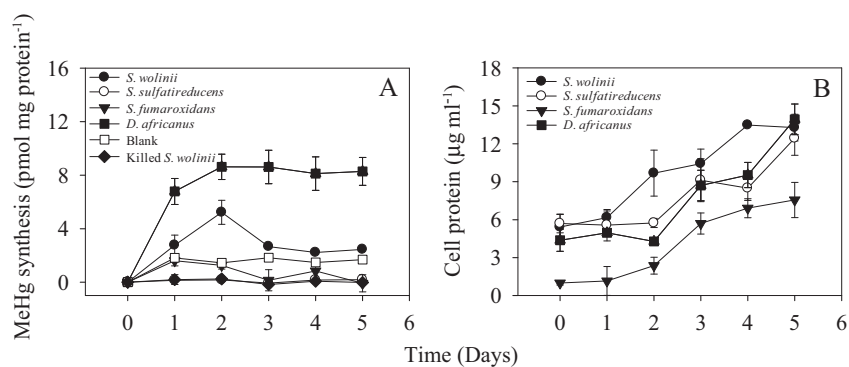 A
MeHg synthesis (pmol mg protein-1)
16
12
8
4
0
S. wolinii
S. sulfatireducens
S. fumaroxidans
D. africanus
Blank
Killed S. wolinii
0 1 2 3 4 5 6
B
Cell protein (µg ml-1)
18
15
12
9
6
3
0
S. wolinii
S. sulfatireducens
S. fumaroxidans
D. africanus
0 1 2 3 4 5 6
Time (Days)